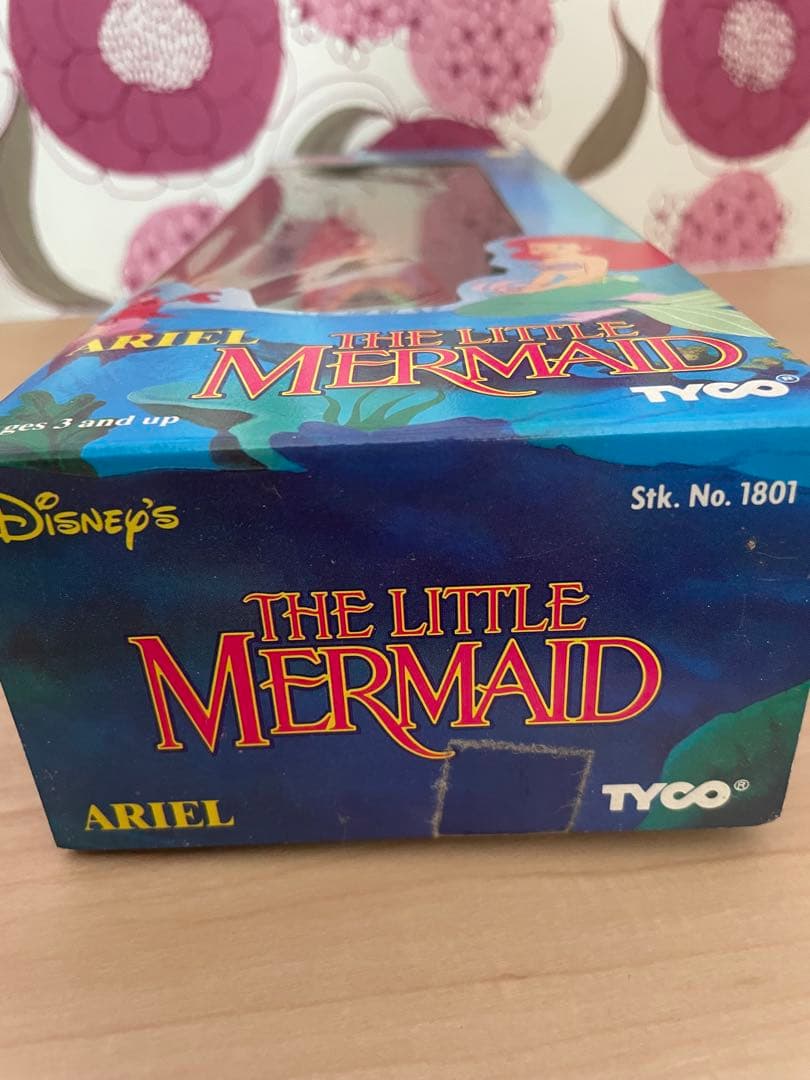 ARIEL
THE LITTLE
MERMAID
TYCO®
ges 3 and up
Disney's
Stk. No. 1801
THE LITTLE
MERMAID
ARIEL
TYCO®